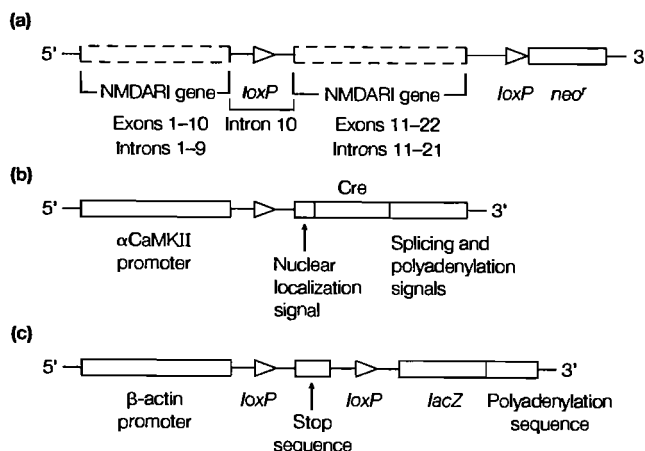 (a)
5' 3
NMDARI gene loxP NMDARI gene loxP neoʳ
Exons 1–10 Intron 10 Exons 11–22
Introns 1–9 Introns 11–21
(b)
Cre
5' 3'
αCaMKII Splicing and
promoter Nuclear polyadenylation
localization signals
signal
(c)
5' 3'
β-actin loxP loxP lacZ Polyadenylation
promoter Stop sequence
sequence